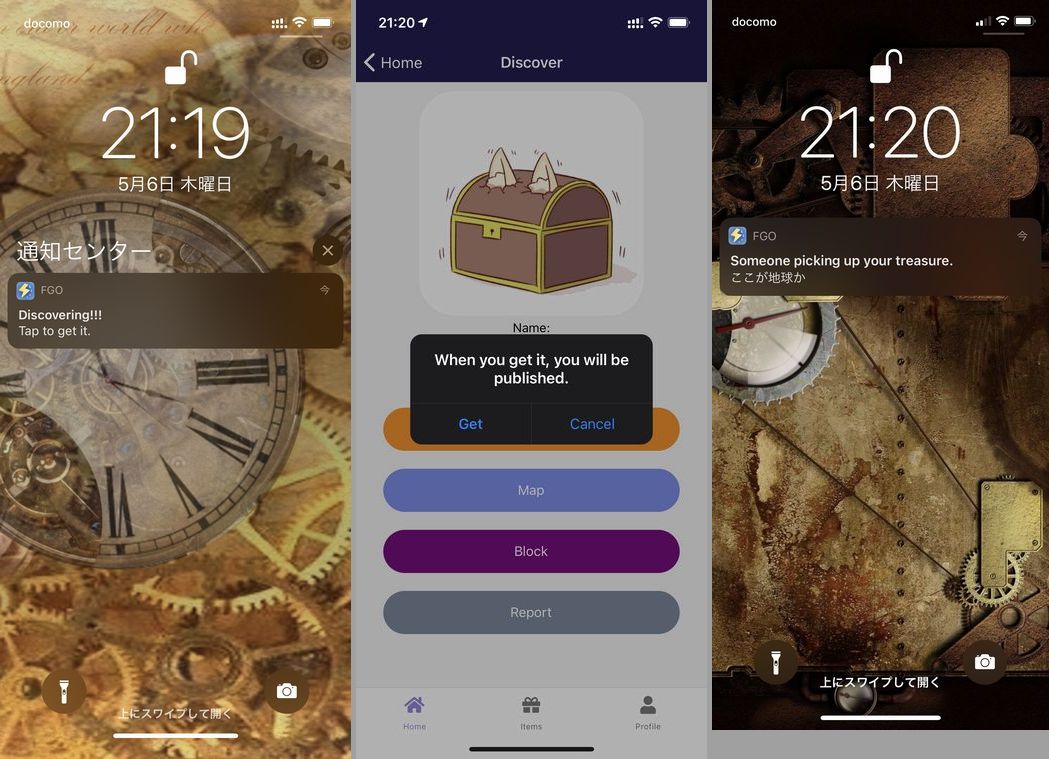 docomo
21:19
5月6日 木曜日
通知センター
FGO
今
Discovering!!!
Tap to get it.
上にスワイプして開く
21:20
Home
Discover
Name:
When you get it, you will be
published.
Get
Cancel
Map
Block
Report
Home
Items
Profile
docomo
21:20
5月6日 木曜日
FGO
今
Someone picking up your treasure.
ここが地球か
上にスワイプして開く